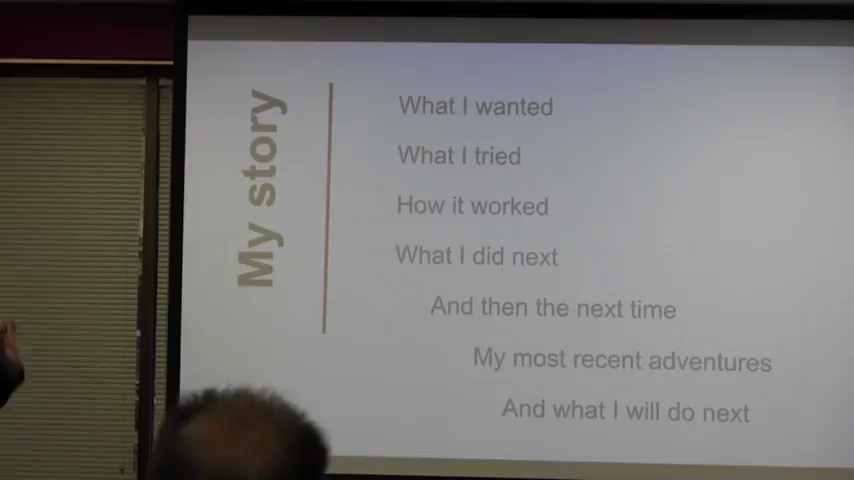 My story
What I wanted
What I tried
How it worked
What I did next
And then the next time
My most recent adventures
And what I will do next